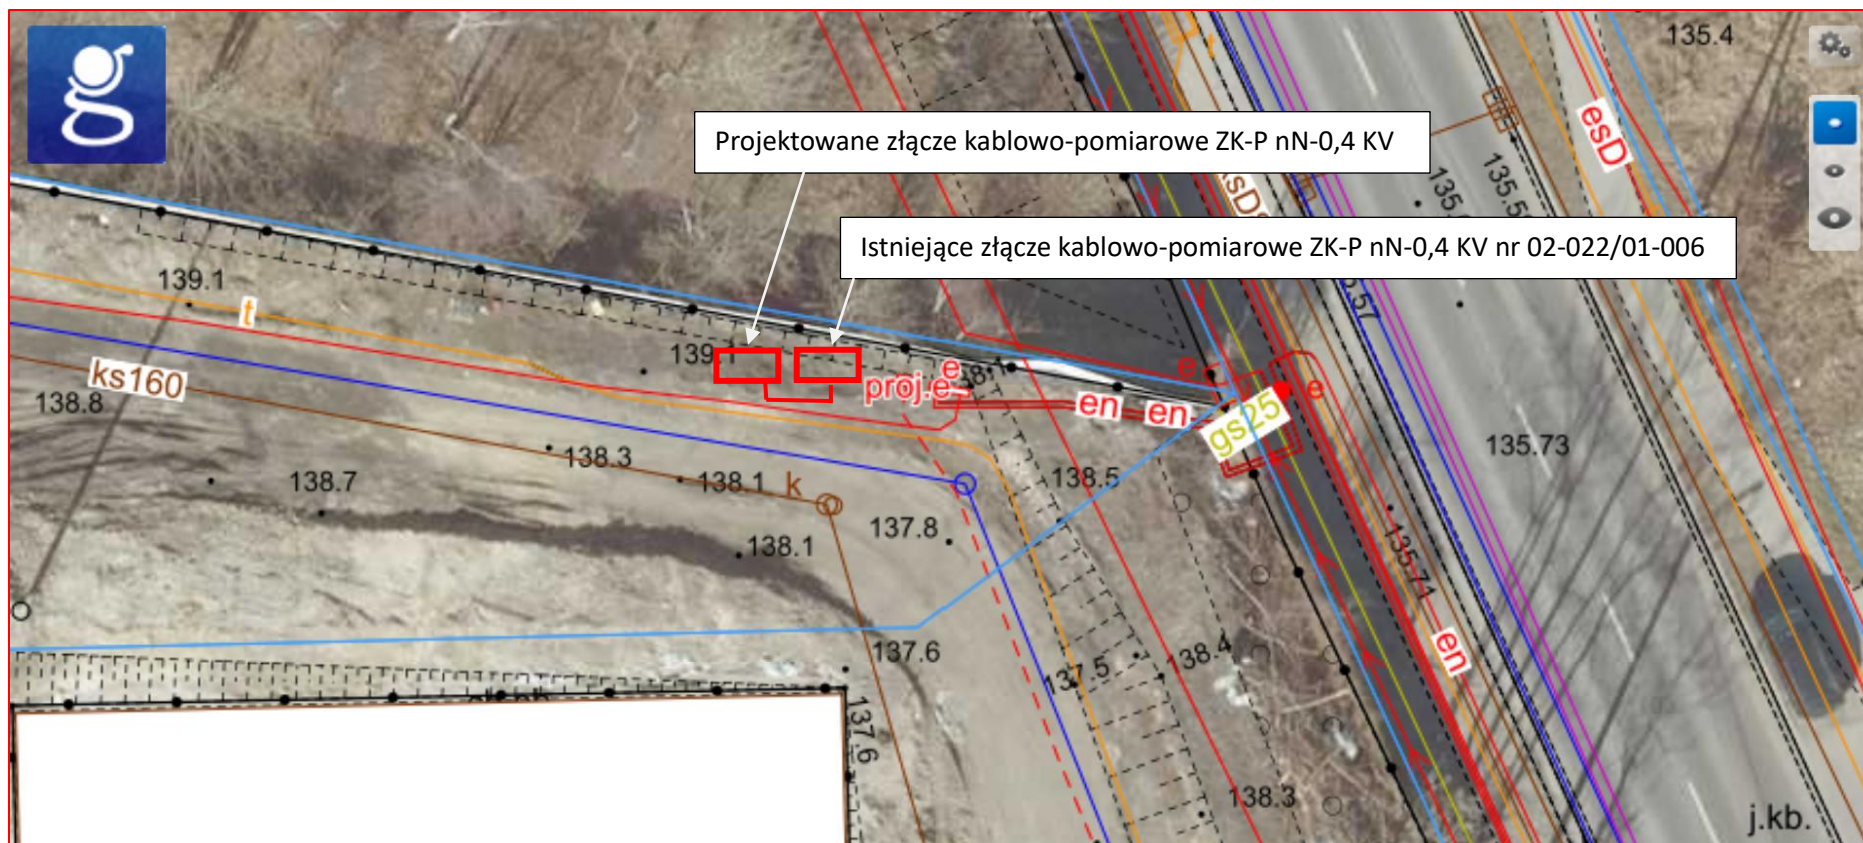 135.4
esD
Projektowane złącze kablowo-pomiarowe ZK-P nN-0,4 KV
t
Istniejące złącze kablowo-pomiarowe ZK-P nN-0,4 KV nr 02-022/01-006
139.1
t
139.1
ks160
138.8
proj.e
e
e
e
en
en
gs25
135.73
138.3
138.7
138.1
k
138.5
137.8
138.1
135.71
en
137.6
138.4
137.5
137.6
138.3
j.kb.